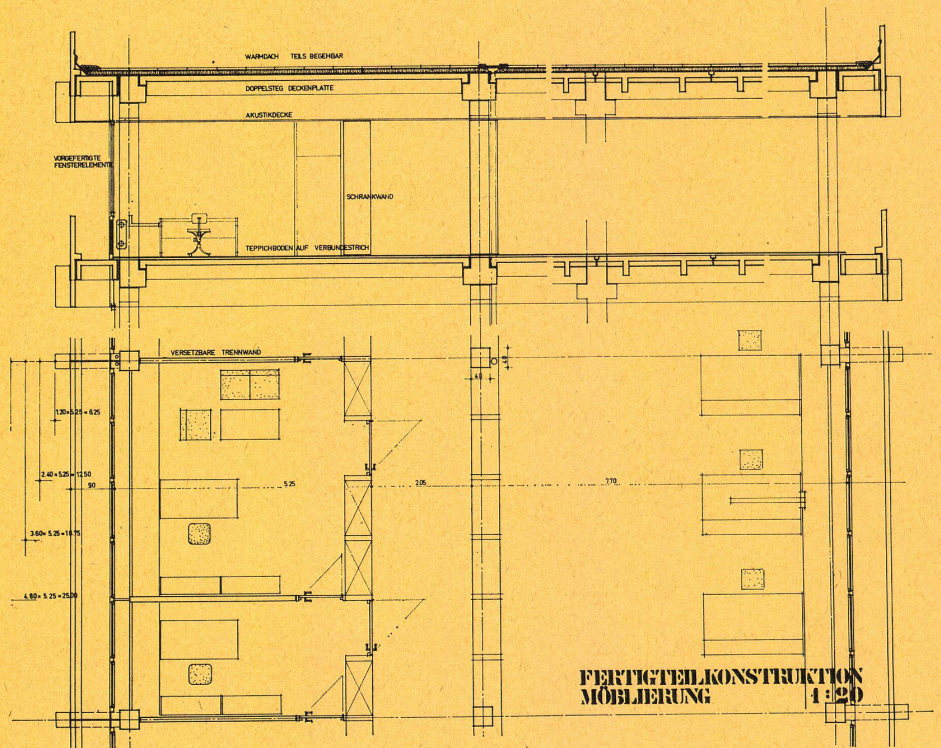 WARMDACH TEILS BEGEHBAR
DOPPELSTEG DECKENPLATTE
AKUSTIKDECKE
VORGEFERTIGTE
FENSTERELEMENTE
SCHRANKWAND
TEPPICHBODEN AUF VERBUNDESTRICH
VERSETZBARE TRENNWAND
40
40
1.20 × 5.25 = 6.25
2.40 × 5.25 = 12.50
90
5.25
2.05
7.70
3.60 × 5.25 = 18.75
4.80 × 5.25 = 25.00
FERTIGTEILKONSTRUKTION
MÖBLIERUNG 1:20